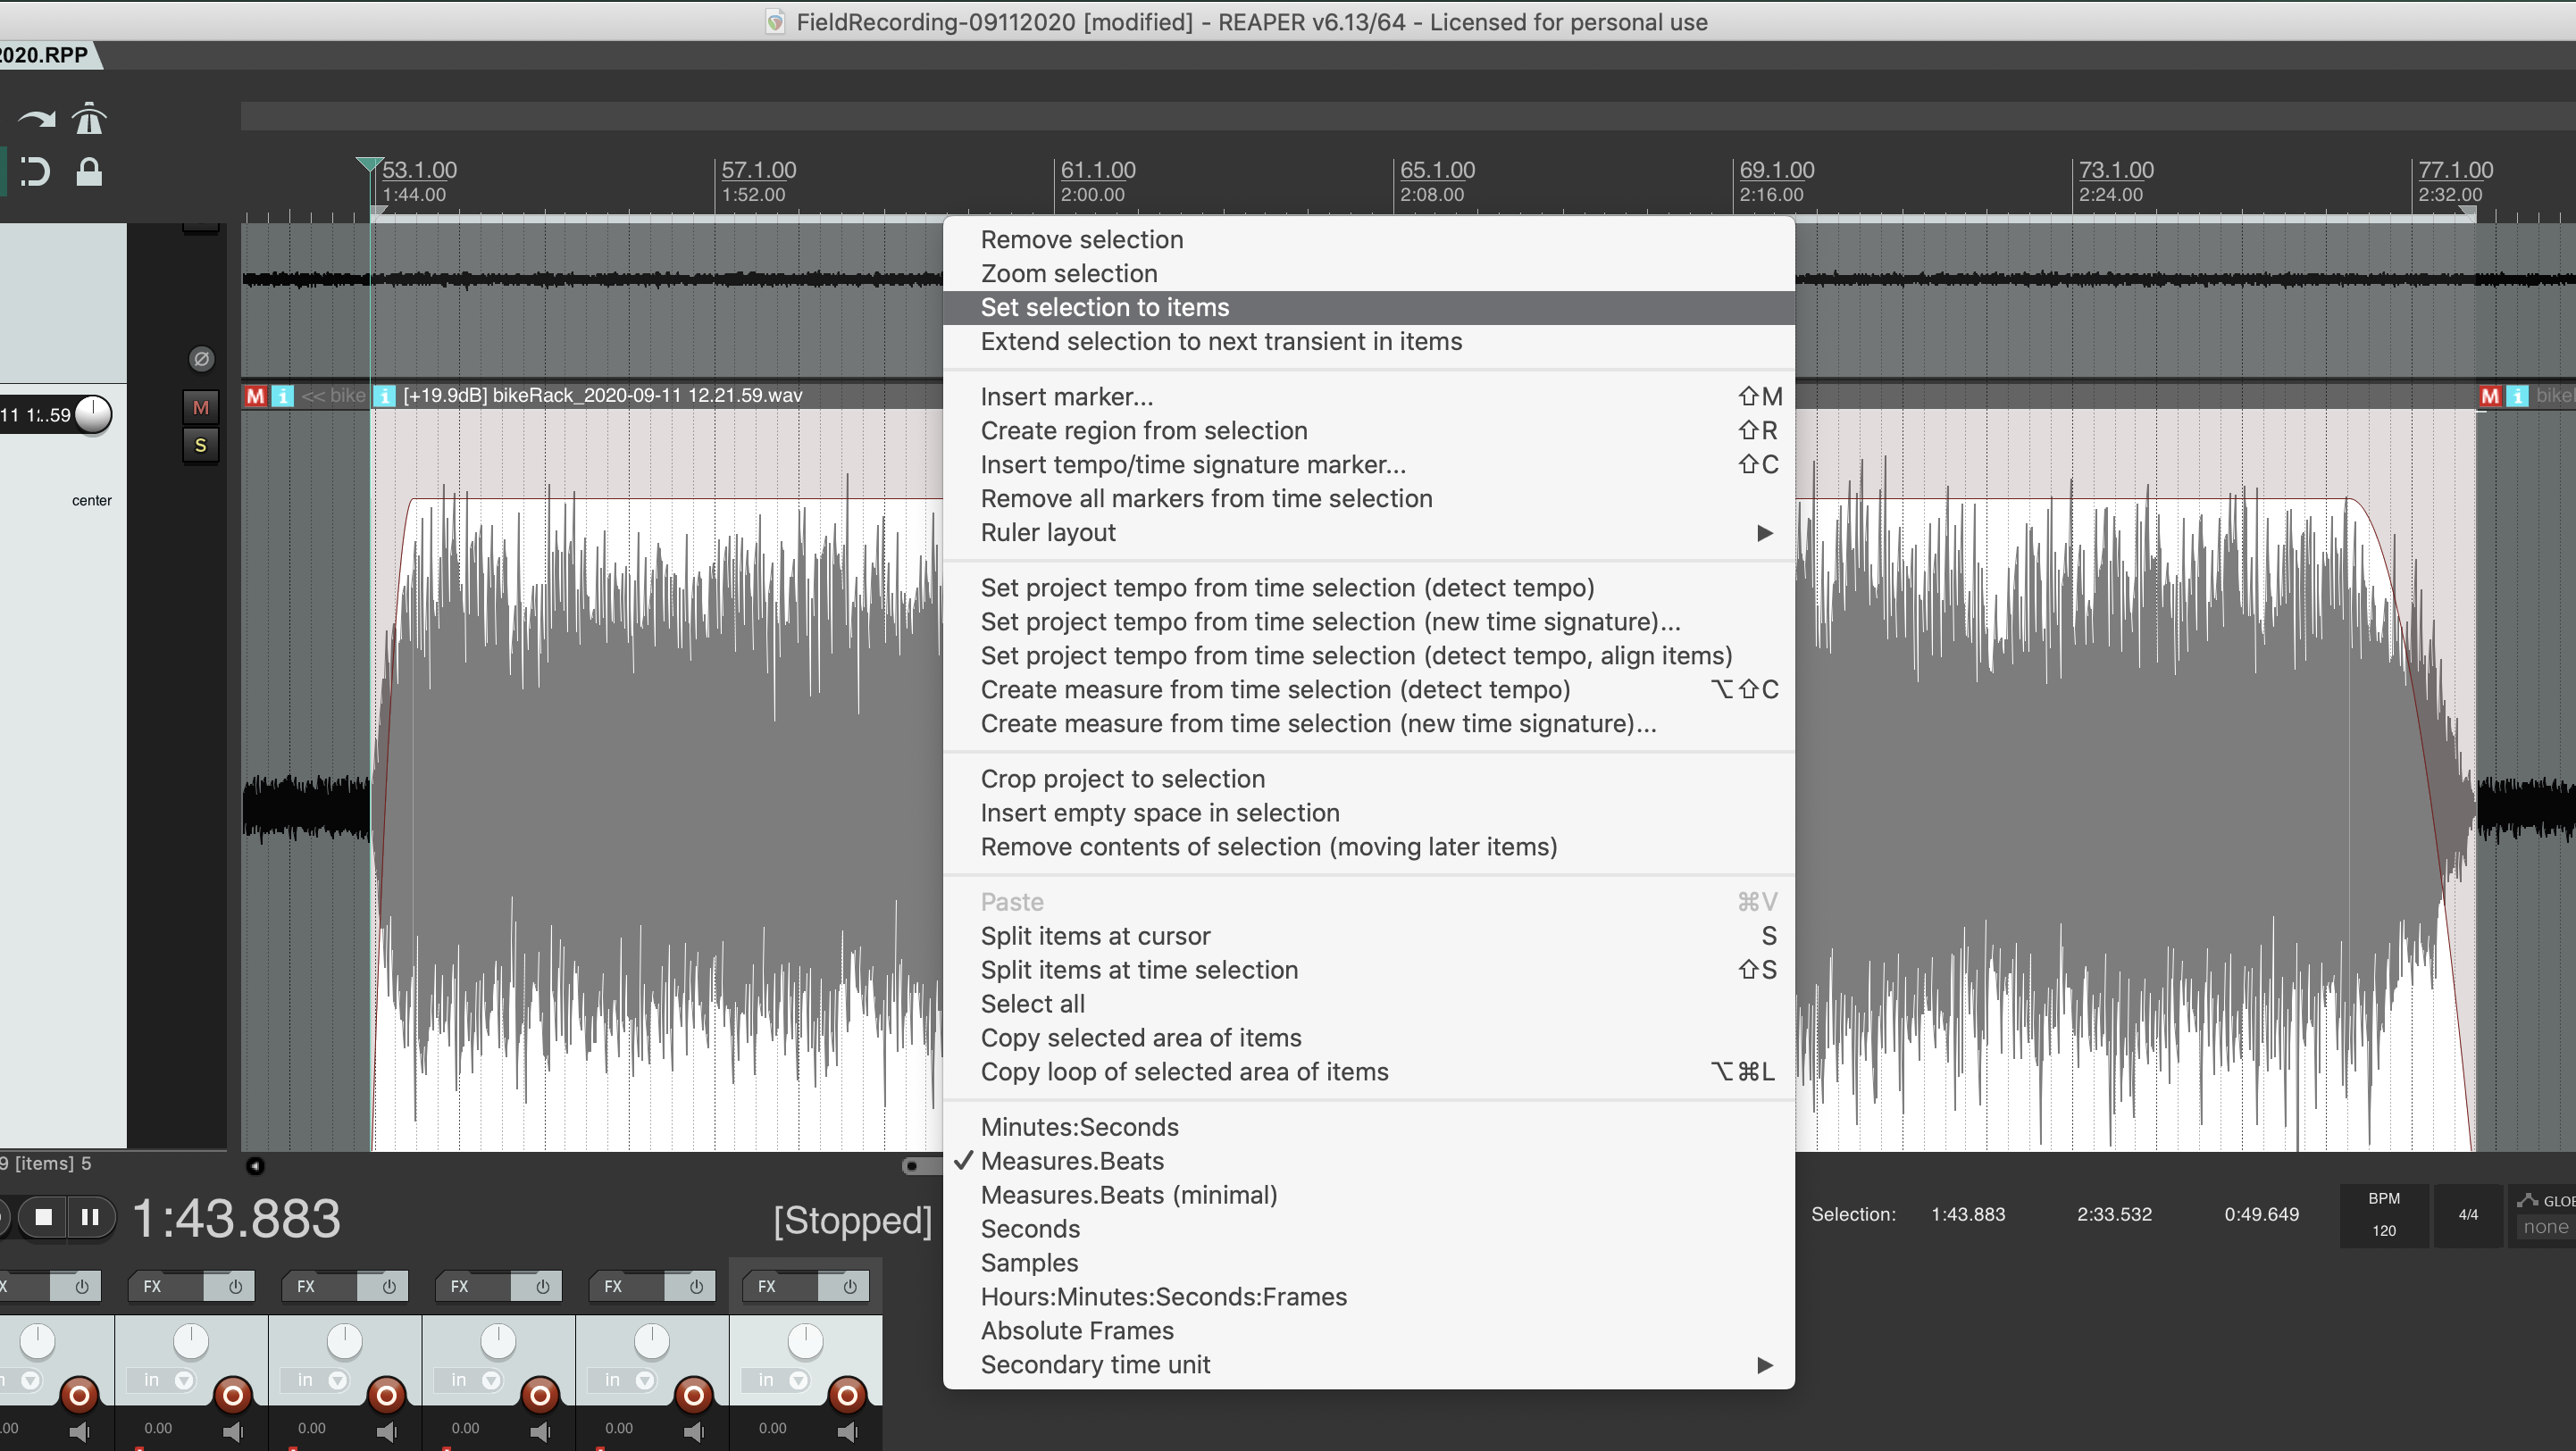 FieldRecording-09112020 [modified] - REAPER v6.13/64 - Licensed for personal use
2020.RPP
53.1.00 57.1.00 61.1.00 65.1.00 69.1.00 73.1.00 77.1.00
1:44.00 1:52.00 2:00.00 2:08.00 2:16.00 2:24.00 2:32.00
M i << bike i [+19.9dB] bikeRack_2020-09-11 12.21.59.wav M i bikeI
11 1:.59
M
S
center
Remove selection
Zoom selection
Set selection to items
Extend selection to next transient in items
Insert marker... ⇧M
Create region from selection ⇧R
Insert tempo/time signature marker... ⇧C
Remove all markers from time selection
Ruler layout ▶
Set project tempo from time selection (detect tempo)
Set project tempo from time selection (new time signature)...
Set project tempo from time selection (detect tempo, align items)
Create measure from time selection (detect tempo) ⌥⇧C
Create measure from time selection (new time signature)...
Crop project to selection
Insert empty space in selection
Remove contents of selection (moving later items)
Paste ⌘V
Split items at cursor S
Split items at time selection ⇧S
Select all
Copy selected area of items
Copy loop of selected area of items ⌥⌘L
Minutes:Seconds
✓ Measures.Beats
Measures.Beats (minimal)
Seconds
Samples
Hours:Minutes:Seconds:Frames
Absolute Frames
Secondary time unit ▶
9 [items] 5
1:43.883 [Stopped]
Selection: 1:43.883 2:33.532 0:49.649
BPM
120
4/4
GLOB
none
X FX FX FX FX FX
n in in in in in
.00 0.00 0.00 0.00 0.00 0.00